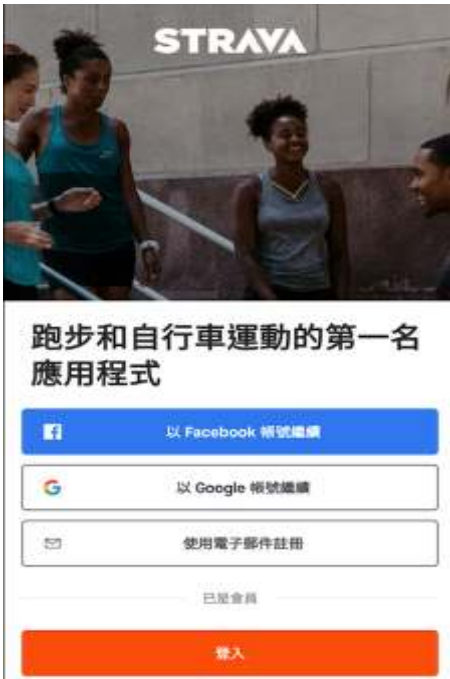 STRAVA
跑步和自行車運動的第一名
應用程式
以 Facebook 帳號繼續
以 Google 帳號繼續
使用電子郵件註冊
已是會員
登入